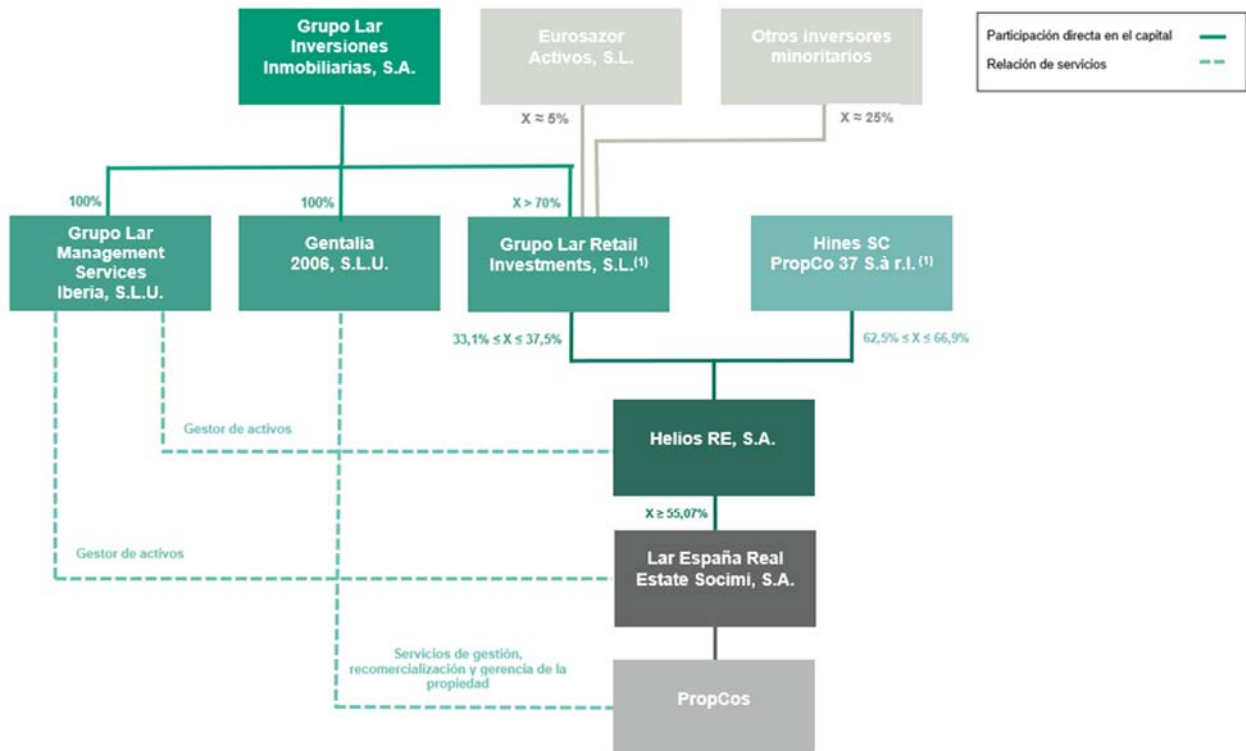 Grupo Lar
Inversiones
Inmobiliarias, S.A.
Eurosazor
Activos, S.L.
Otros inversores
minoritarios
Participación directa en el capital
Relación de servicios
X ≈ 5%
X ≈ 25%
100%
100%
X > 70%
Grupo Lar
Management
Services
Iberia, S.L.U.
Gentalia
2006, S.L.U.
Grupo Lar Retail
Investments, S.L.(1)
Hines SC
PropCo 37 S.à r.l.(1)
33,1% ≤ X ≤ 37,5%
62,5% ≤ X ≤ 66,9%
Gestor de activos
Helios RE, S.A.
X ≥ 55,07%
Gestor de activos
Lar España Real
Estate Socimi, S.A.
Servicios de gestión,
recomercialización y gerencia de la
propiedad
PropCos